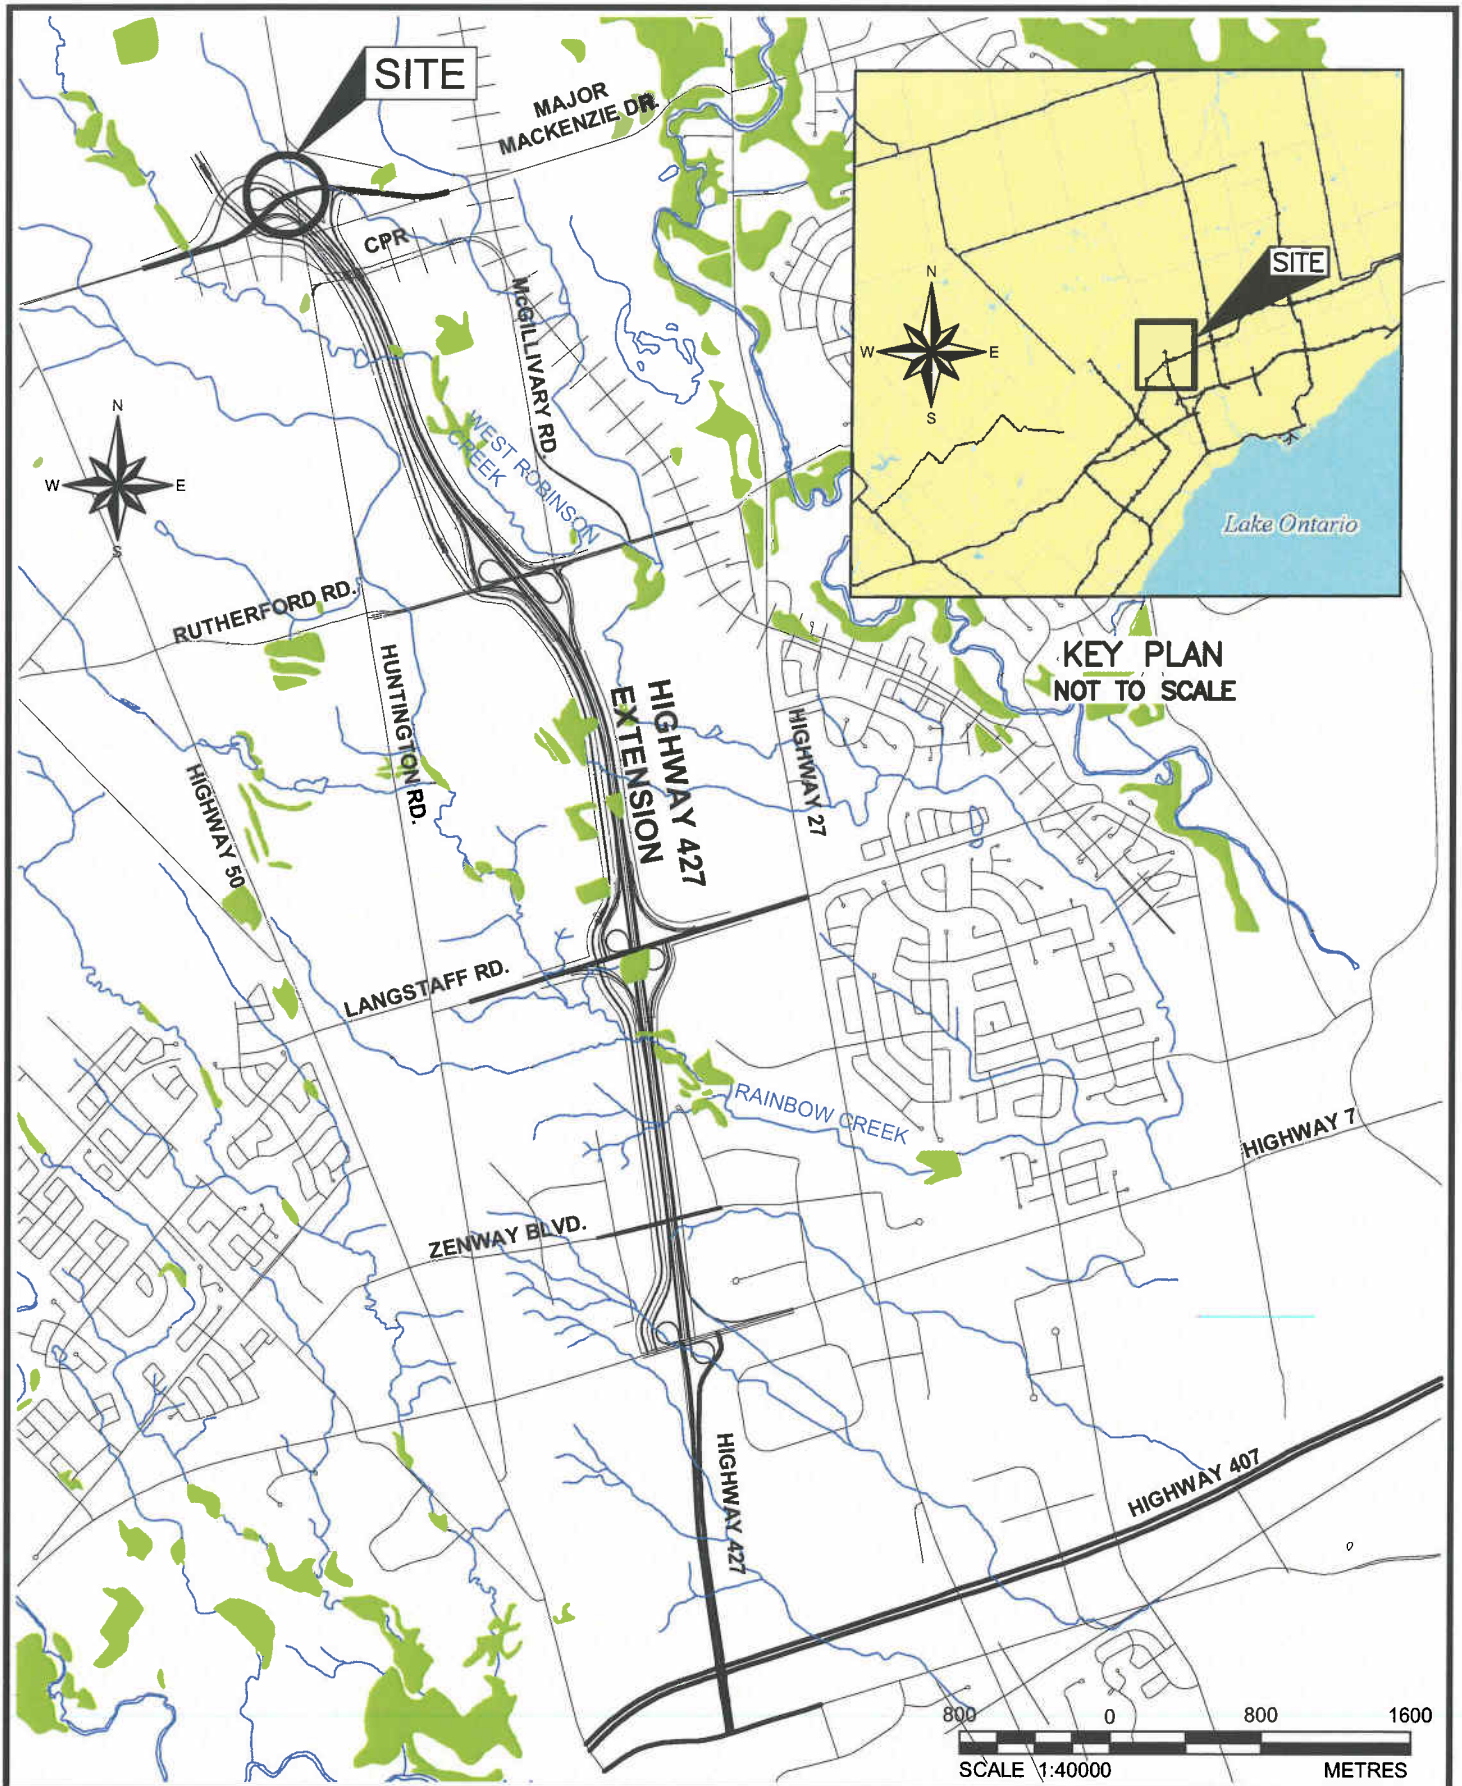 SITE
MAJOR
MACKENZIE DR.
CPR
McGILLIVARY RD.
N
W
E
S
SITE
Lake Ontario
N
W
E
S
WEST ROBINSON
CREEK
RUTHERFORD RD.
KEY PLAN
NOT TO SCALE
HUNTINGTON RD.
HIGHWAY 427
EXTENSION
HIGHWAY 27
HIGHWAY 50
LANGSTAFF RD.
RAINBOW CREEK
HIGHWAY 7
ZENWAY BLVD.
HIGHWAY 427
HIGHWAY 407
800 0 800 1600
SCALE 1:40000 METRES